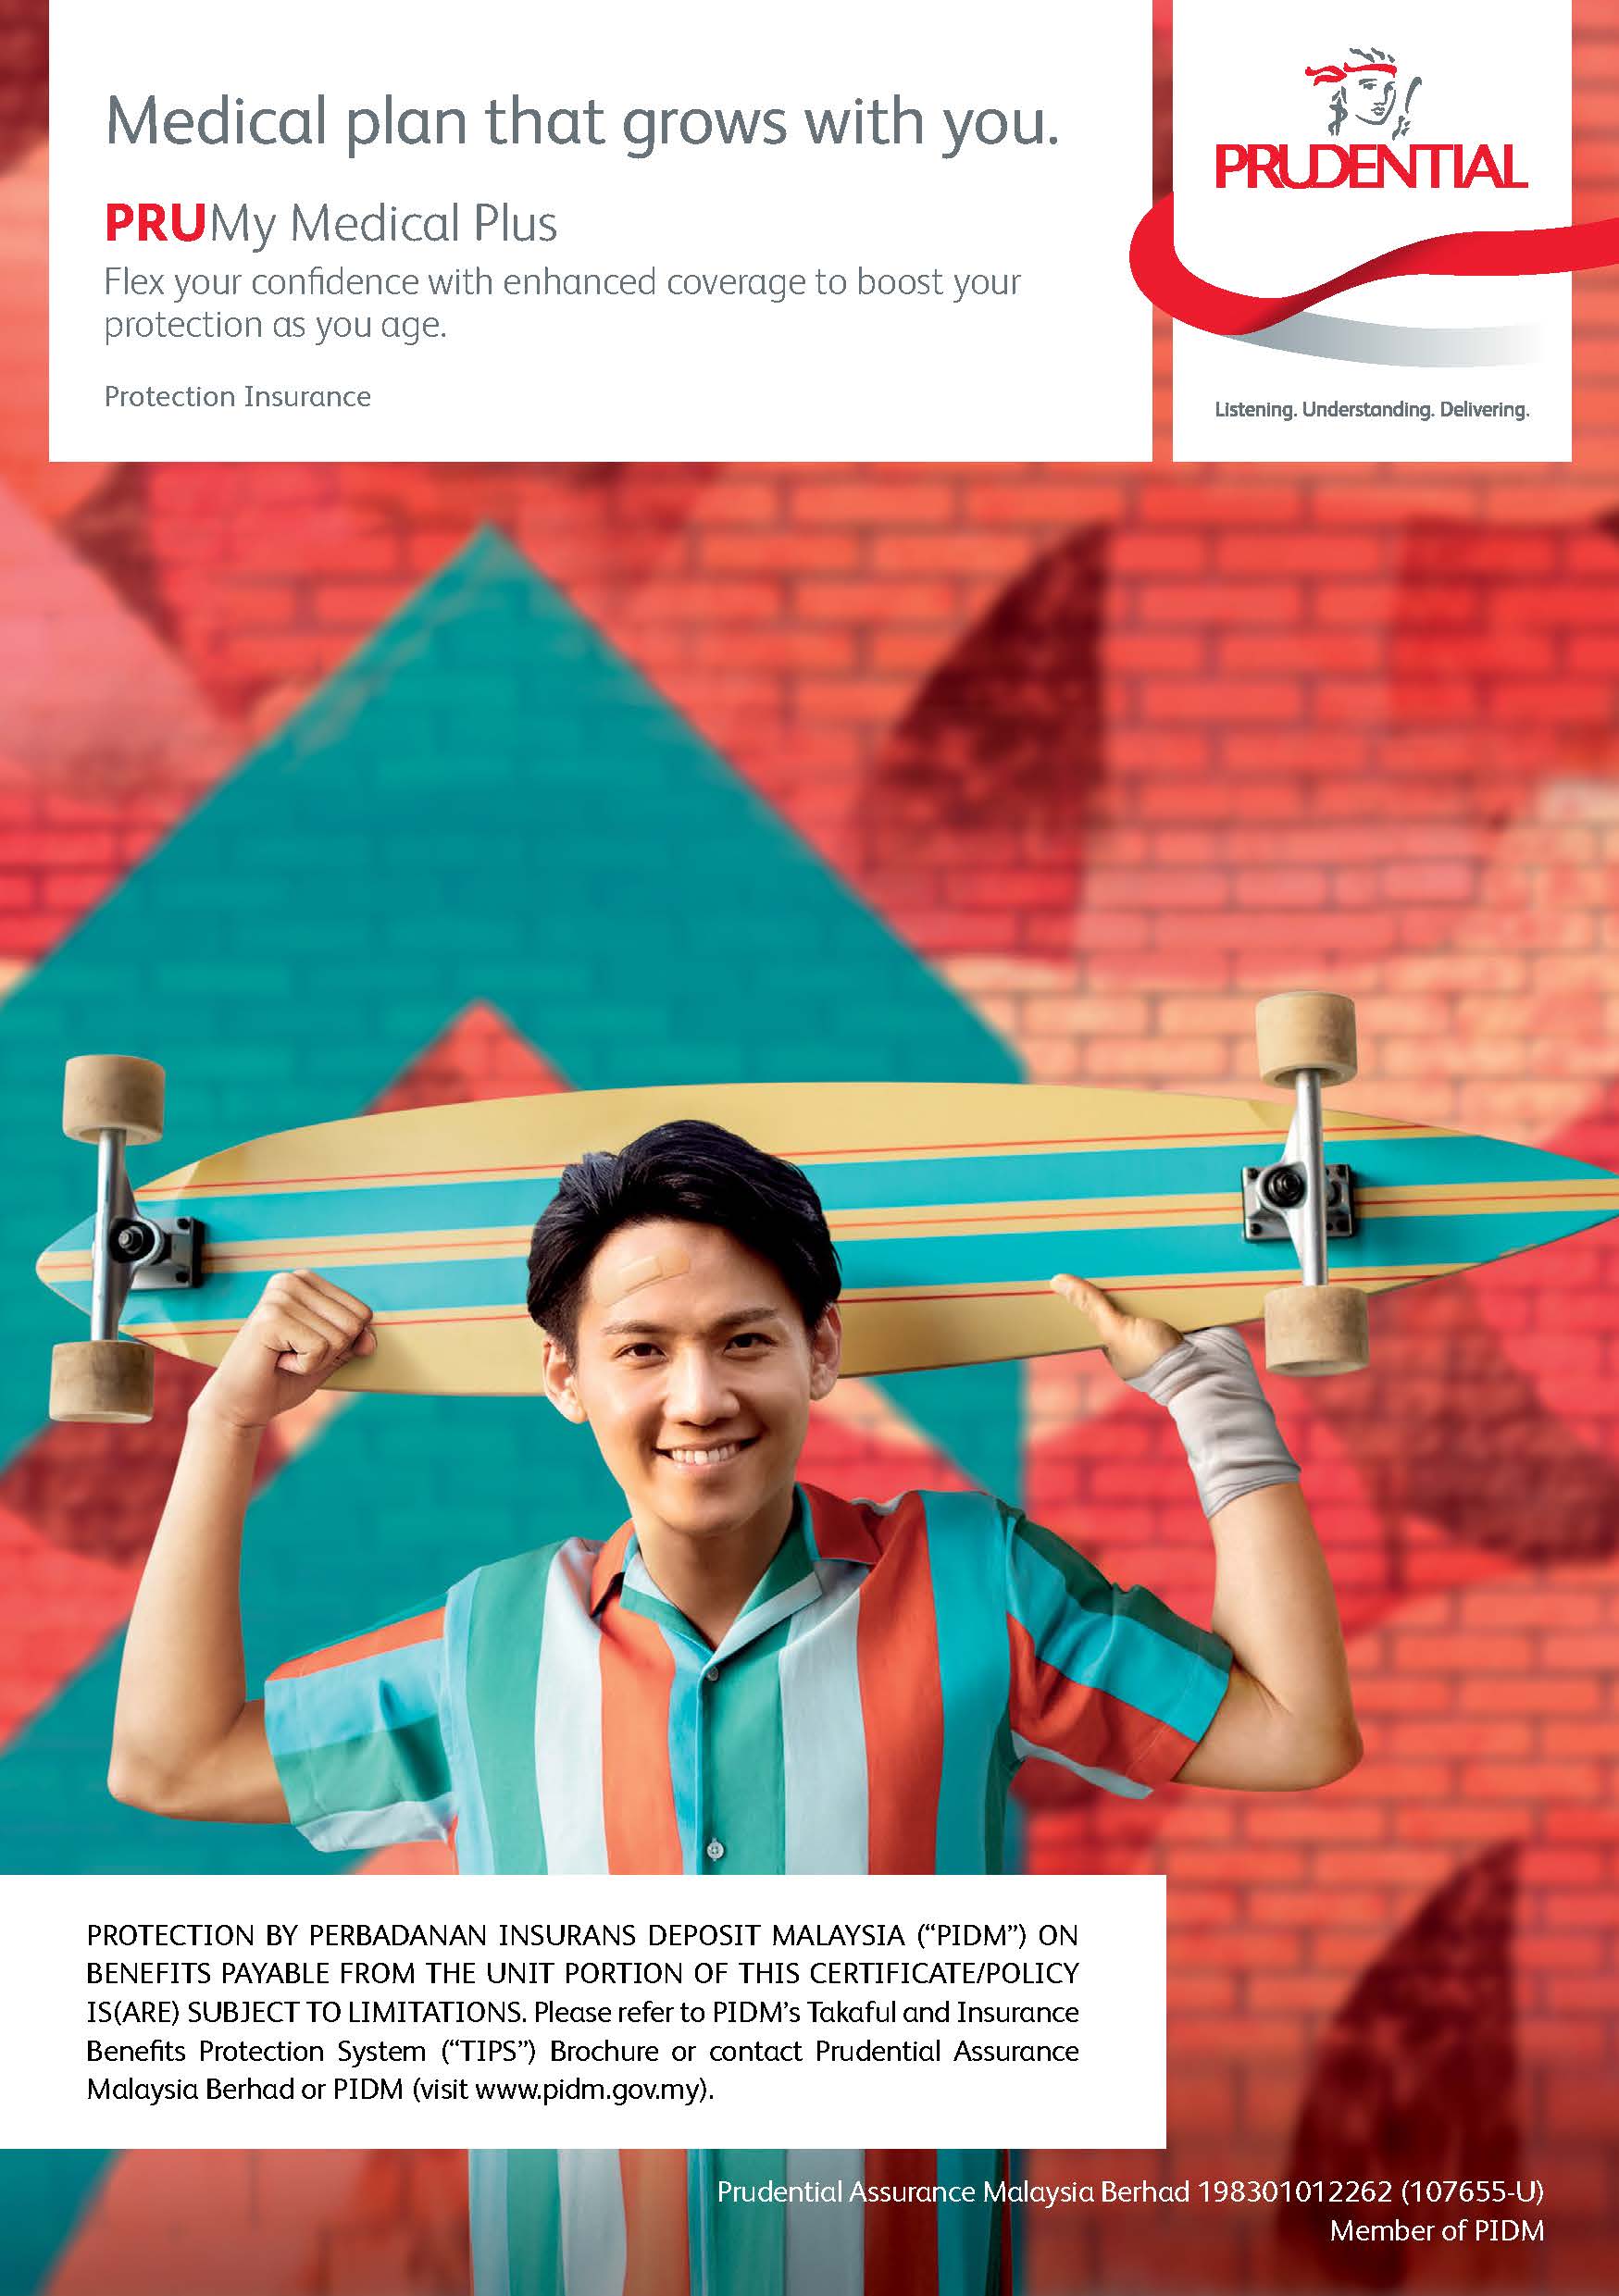 Medical plan that grows with you.
PRUMy Medical Plus
Flex your confidence with enhanced coverage to boost your
protection as you age.
Protection Insurance
PRUDENTIAL
Listening. Understanding. Delivering.
PROTECTION BY PERBADANAN INSURANS DEPOSIT MALAYSIA (“PIDM”) ON
BENEFITS PAYABLE FROM THE UNIT PORTION OF THIS CERTIFICATE/POLICY
IS(ARE) SUBJECT TO LIMITATIONS. Please refer to PIDM’s Takaful and Insurance
Benefits Protection System (“TIPS”) Brochure or contact Prudential Assurance
Malaysia Berhad or PIDM (visit www.pidm.gov.my).
Prudential Assurance Malaysia Berhad 198301012262 (107655-U)
Member of PIDM